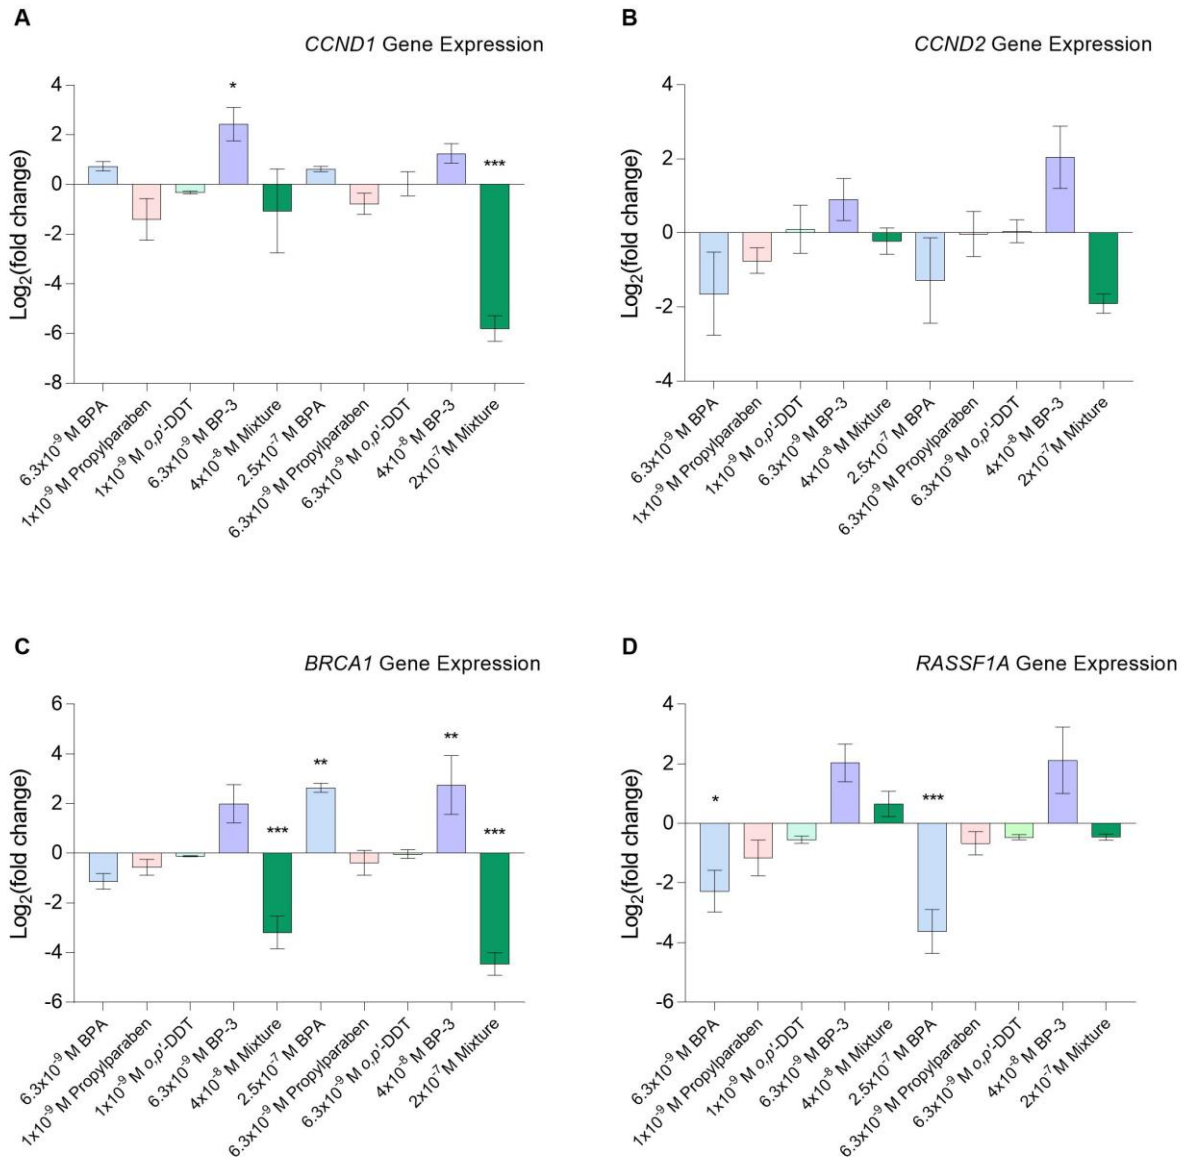 A
CCND1 Gene Expression
Log₂(fold change)
4
2
0
-2
-4
-6
-8
*
***
6.3x10⁻⁹ M BPA
1x10⁻⁹ M Propylparaben
1x10⁻⁹ M o,p'-DDT
6.3x10⁻⁹ M BP-3
4x10⁻⁸ M Mixture
2.5x10⁻⁷ M BPA
6.3x10⁻⁹ M Propylparaben
6.3x10⁻⁹ M o,p'-DDT
4x10⁻⁸ M BP-3
2x10⁻⁷M Mixture
B
CCND2 Gene Expression
Log₂(fold change)
4
2
0
-2
-4
6.3x10⁻⁹ M BPA
1x10⁻⁹ M Propylparaben
1x10⁻⁹ M o,p'-DDT
6.3x10⁻⁹ M BP-3
4x10⁻⁸ M Mixture
2.5x10⁻⁷ M BPA
6.3x10⁻⁹ M Propylparaben
6.3x10⁻⁹ M o,p'-DDT
4x10⁻⁸ M BP-3
2x10⁻⁷M Mixture
C
BRCA1 Gene Expression
Log₂(fold change)
6
4
2
0
-2
-4
-6
***
**
**
***
6.3x10⁻⁹ M BPA
1x10⁻⁹ M Propylparaben
1x10⁻⁹ M o,p'-DDT
6.3x10⁻⁹ M BP-3
4x10⁻⁸ M Mixture
2.5x10⁻⁷ M BPA
6.3x10⁻⁹ M Propylparaben
6.3x10⁻⁹ M o,p'-DDT
4x10⁻⁸ M BP-3
2x10⁻⁷M Mixture
D
RASSF1A Gene Expression
Log₂(fold change)
4
2
0
-2
-4
-6
*
***
6.3x10⁻⁹ M BPA
1x10⁻⁹ M Propylparaben
1x10⁻⁹ M o,p'-DDT
6.3x10⁻⁹ M BP-3
4x10⁻⁸ M Mixture
2.5x10⁻⁷ M BPA
6.3x10⁻⁹ M Propylparaben
6.3x10⁻⁹ M o,p'-DDT
4x10⁻⁸ M BP-3
2x10⁻⁷M Mixture